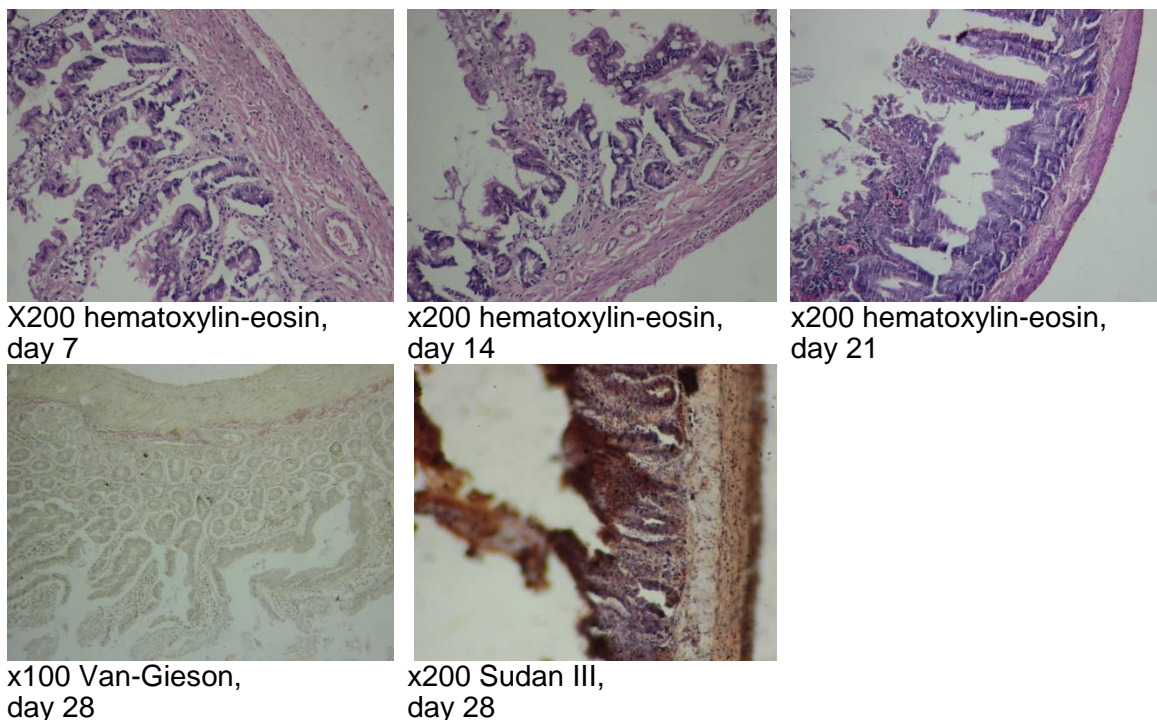 X200 hematoxylin-eosin,
day 7
x200 hematoxylin-eosin,
day 14
x200 hematoxylin-eosin,
day 21
x100 Van-Gieson,
day 28
x200 Sudan III,
day 28